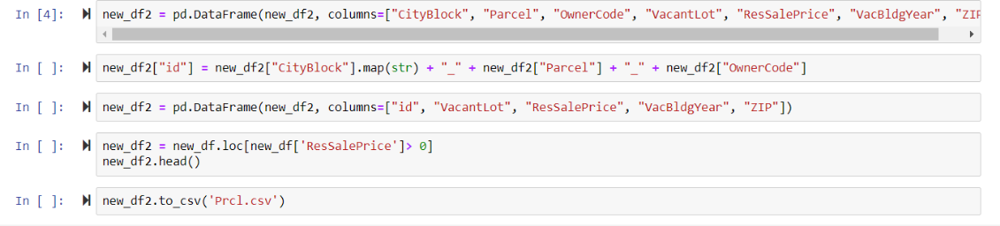 In [4]: new_df2 = pd.DataFrame(new_df2, columns=["CityBlock", "Parcel", "OwnerCode", "VacantLot", "ResSalePrice", "VacBldgYear", "ZIP
In [ ]: new_df2["id"] = new_df2["CityBlock"].map(str) + "_" + new_df2["Parcel"] + "_" + new_df2["OwnerCode"]
In [ ]: new_df2 = pd.DataFrame(new_df2, columns=["id", "VacantLot", "ResSalePrice", "VacBldgYear", "ZIP"])
In [ ]: new_df2 = new_df.loc[new_df['ResSalePrice']> 0]
new_df2.head()
In [ ]: new_df2.to_csv('Prcl.csv')